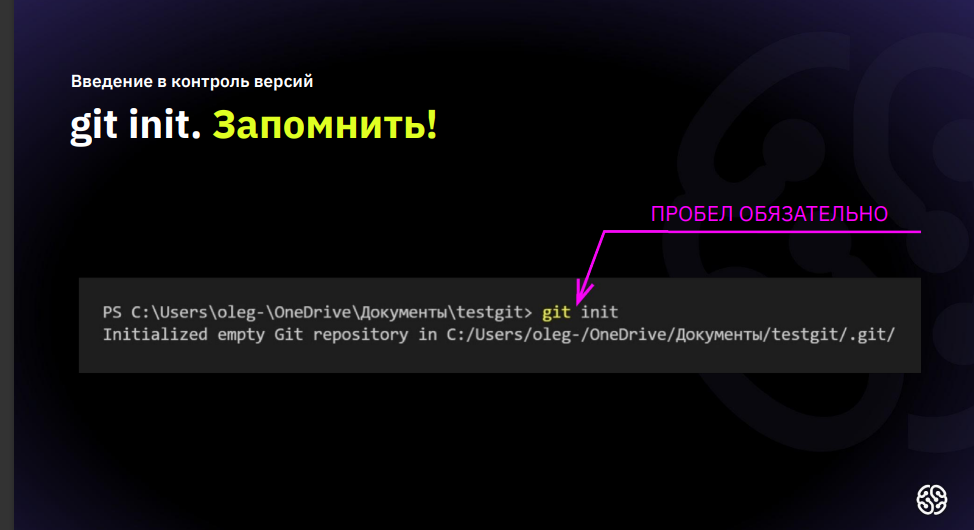 Введение в контроль версий
git init. Запомнить!
ПРОБЕЛ ОБЯЗАТЕЛЬНО
PS C:\Users\oleg-\OneDrive\Документы\testgit> git init
Initialized empty Git repository in C:/Users/oleg-/OneDrive/Документы/testgit/.git/